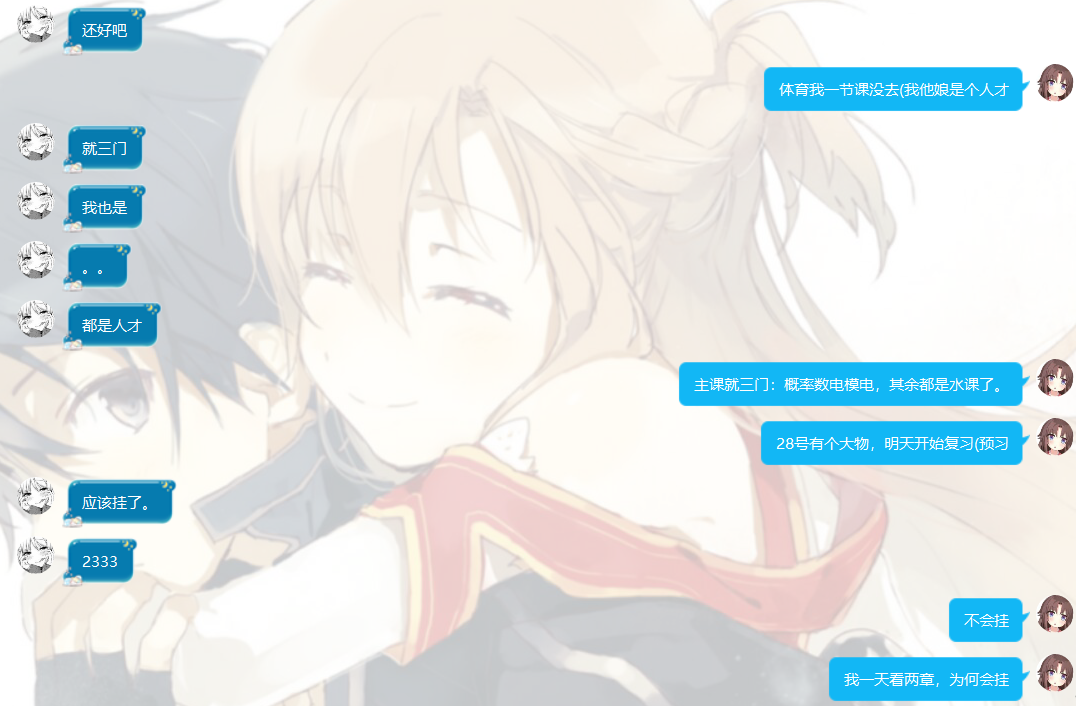 还好吧
体育我一节课没去(我他娘是个人才
就三门
我也是
。。
都是人才
主课就三门：概率数电模电，其余都是水课了。
28号有个大物，明天开始复习(预习
应该挂了。
2333
不会挂
我一天看两章，为何会挂